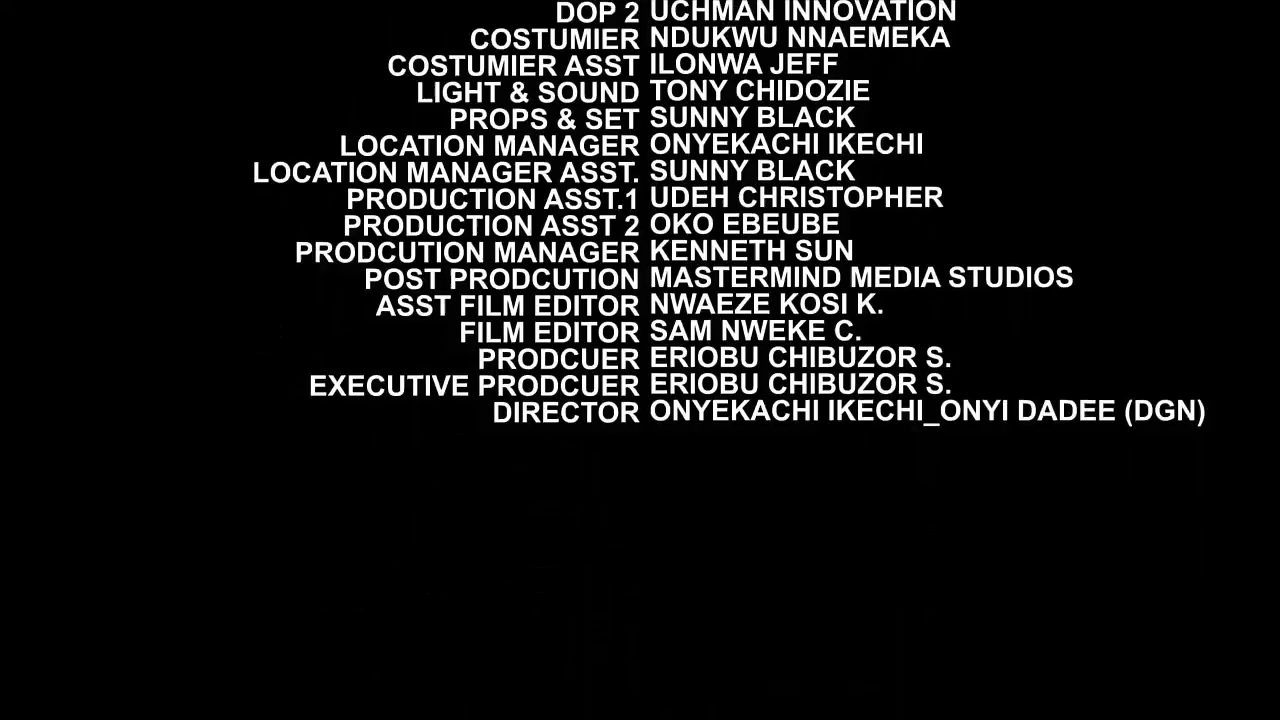 DOP 2 UCHMAN INNOVATION
COSTUMIER NDUKWU NNAEMEKA
COSTUMIER ASST ILONWA JEFF
LIGHT & SOUND TONY CHIDOZIE
PROPS & SET SUNNY BLACK
LOCATION MANAGER ONYEKACHI IKECHI
LOCATION MANAGER ASST. SUNNY BLACK
PRODUCTION ASST.1 UDEH CHRISTOPHER
PRODUCTION ASST 2 OKO EBEUBE
PRODCUTION MANAGER KENNETH SUN
POST PRODCUTION MASTERMIND MEDIA STUDIOS
ASST FILM EDITOR NWAEZE KOSI K.
FILM EDITOR SAM NWEKE C.
PRODCUER ERIOBU CHIBUZOR S.
EXECUTIVE PRODCUER ERIOBU CHIBUZOR S.
DIRECTOR ONYEKACHI IKECHI_ONYI DADEE (DGN)